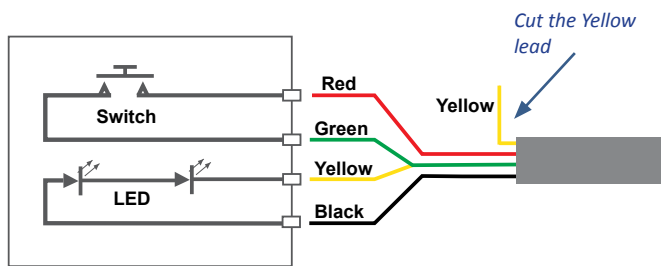 Cut the Yellow
lead
Red
Yellow
Switch
Green
Yellow
LED
Black